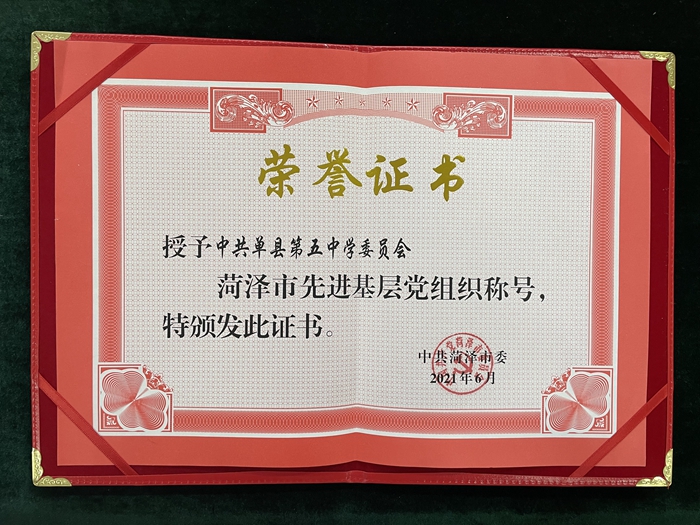 荣誉证书
授予中共单县第五中学委员会
菏泽市先进基层党组织称号，
特颁发此证书。
中共菏泽市委
2021年6月